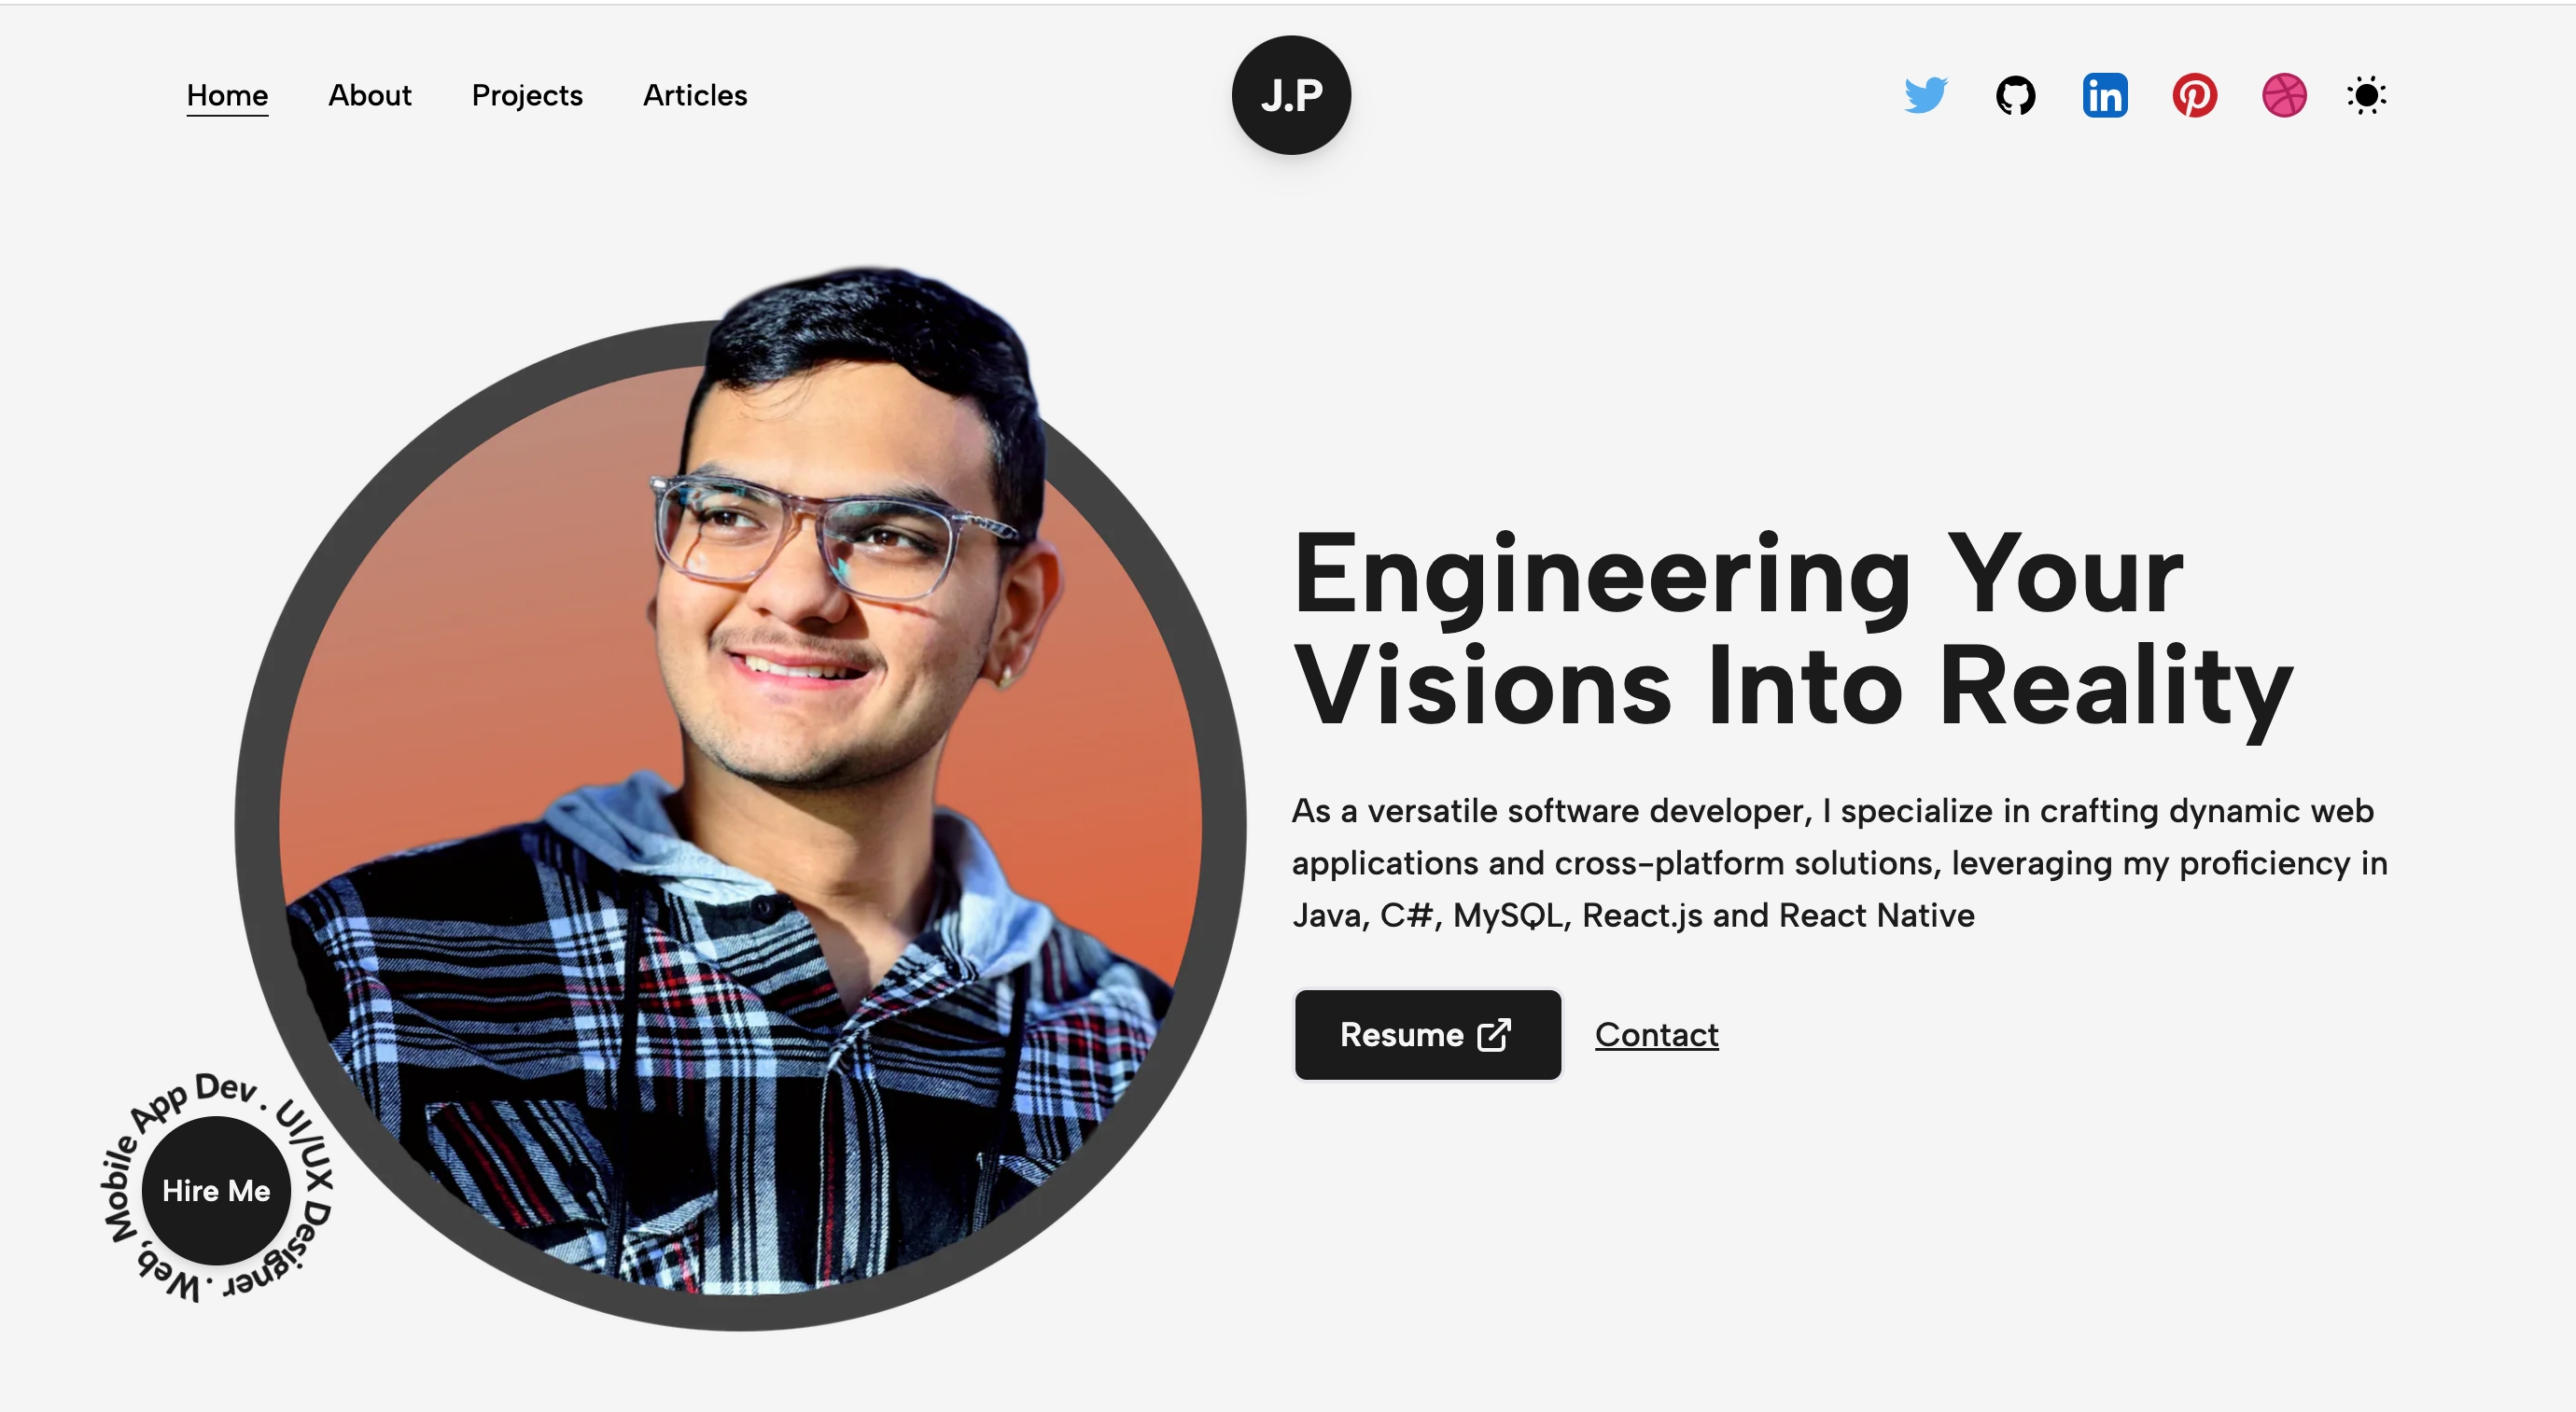 Home About Projects Articles
J.P
in
Engineering Your
Visions Into Reality
As a versatile software developer, I specialize in crafting dynamic web
applications and cross-platform solutions, leveraging my proficiency in
Java, C#, MySQL, React.js and React Native
Resume Contact
Web, Mobile App Dev . UI/UX Designer .
Hire Me